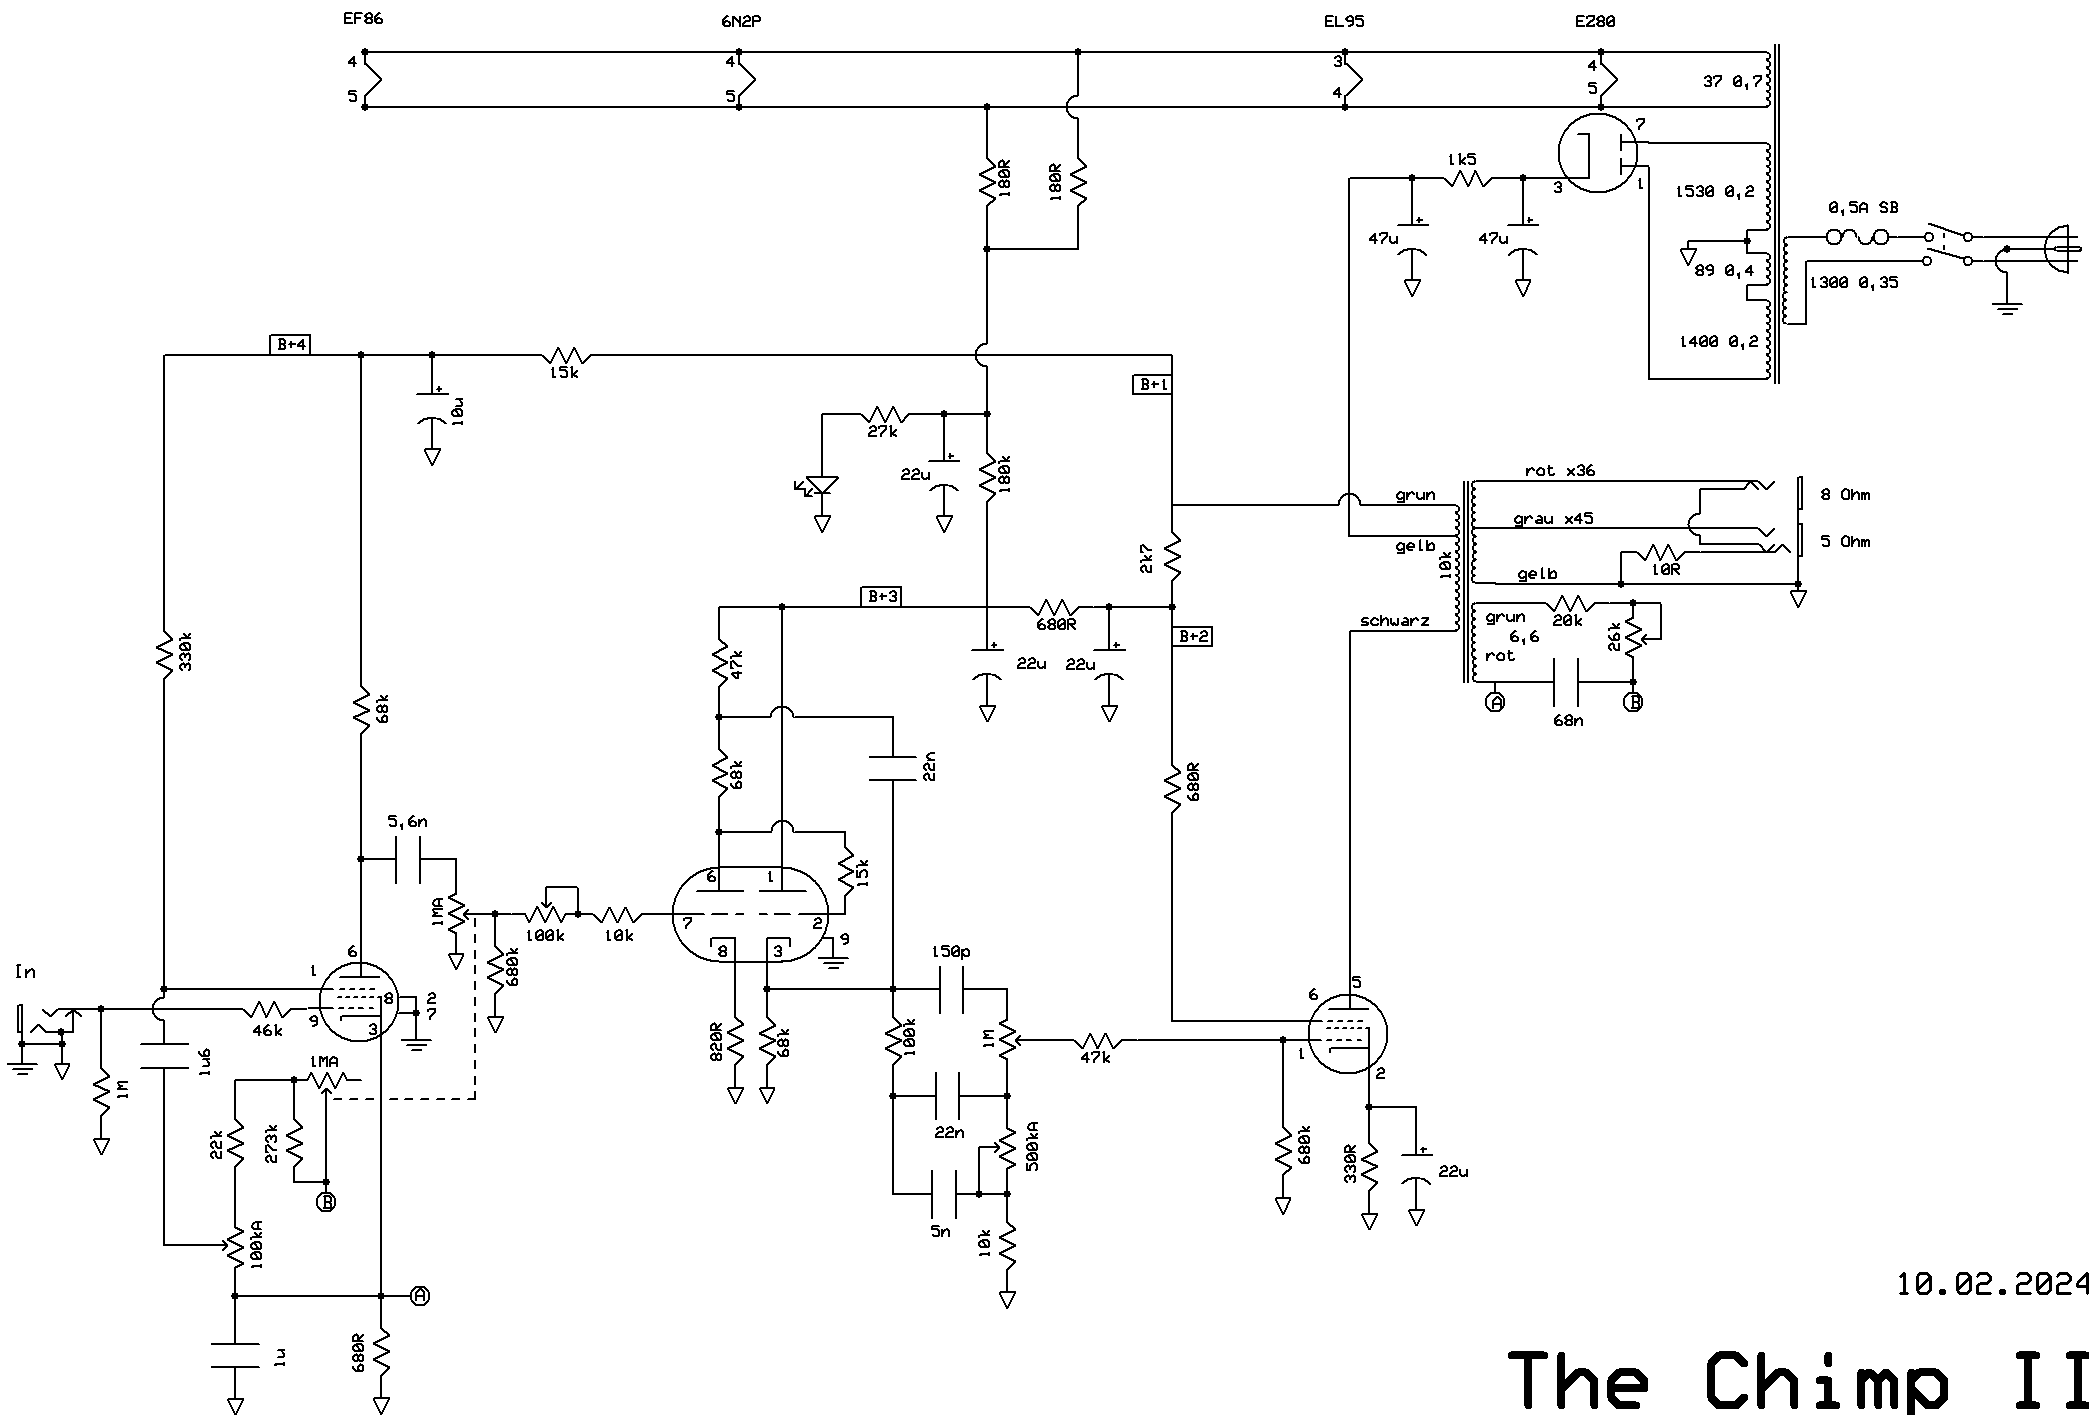 EF86
6N2P
EL95
EZ80
4
5
4
5
3
4
4
5
37 0,7
7
3
1
1k5
47u
47u
1530 0,2
89 0,4
1400 0,2
0,5A SB
1300 0,35
180R
180R
B+4
15k
10u
B+1
27k
22u
180k
2k7
B+3
680R
B+2
22u
22u
grun
gelb
10k
schwarz
rot x36
grau x45
gelb
10R
8 Ohm
5 Ohm
grun
6,6
rot
20k
26k
68n
A
B
330k
68k
47k
68k
22n
680R
5,6n
1MA
100k
10k
680k
15k
6
1
7
2
8
3
9
820R
68k
In
6
1
9
8
3
2
7
46k
1M
1u6
1MA
22k
273k
B
100kA
A
1u
680R
150p
100k
1M
22n
500kA
5n
10k
47k
6
5
1
2
680k
330R
22u
10.02.2024
The Chimp II